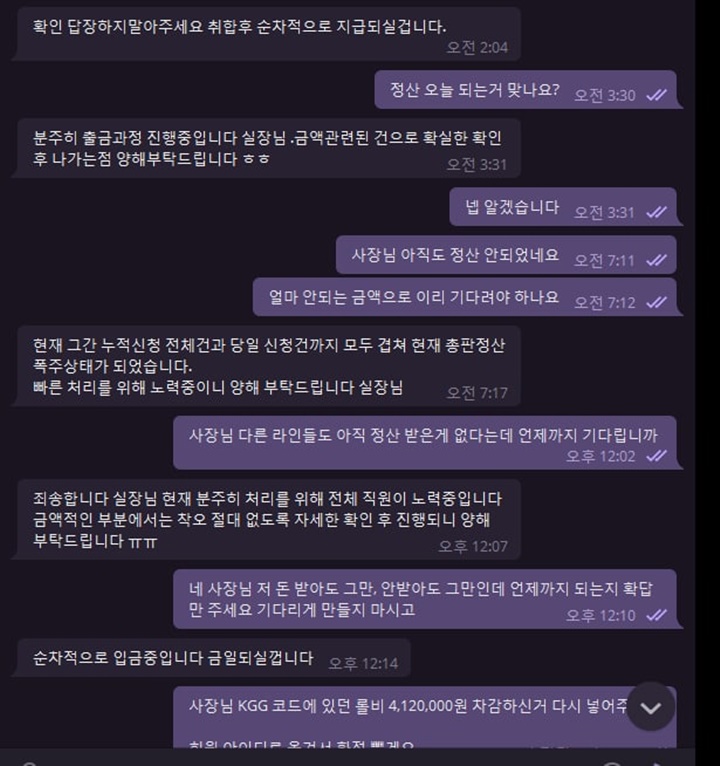 확인 답장하지말아주세요 취합후 순차적으로 지급되실겁니다.
오전 2:04
정산 오늘 되는거 맞나요? 오전 3:30
분주히 출금과정 진행중입니다 실장님 .금액관련된 건으로 확실한 확인
후 나가는점 양해부탁드립니다 ㅎㅎ 오전 3:31
넵 알겠습니다 오전 3:31
사장님 아직도 정산 안되었네요 오전 7:11
얼마 안되는 금액으로 이리 기다려야 하나요 오전 7:12
현재 그간 누적신청 전체건과 당일 신청건까지 모두 겹쳐 현재 총판정산
폭주상태가 되었습니다.
빠른 처리를 위해 노력중이니 양해 부탁드립니다 실장님 오전 7:17
사장님 다른 라인들도 아직 정산 받은게 없다는데 언제까지 기다립니까
오후 12:02
죄송합니다 실장님 현재 분주히 처리를 위해 전체 직원이 노력중입니다
금액적인 부분에서는 착오 절대 없도록 자세한 확인 후 진행되니 양해
부탁드립니다 ㅠㅠ 오후 12:07
네 사장님 저 돈 받아도 그만, 안받아도 그만인데 언제까지 되는지 확답
만 주세요 기다리게 만들지 마시고 오후 12:10
순차적으로 입금중입니다 금일되실껍니다 오후 12:14
사장님 KGG 코드에 있던 롤비 4,120,000원 차감하신거 다시 넣어주